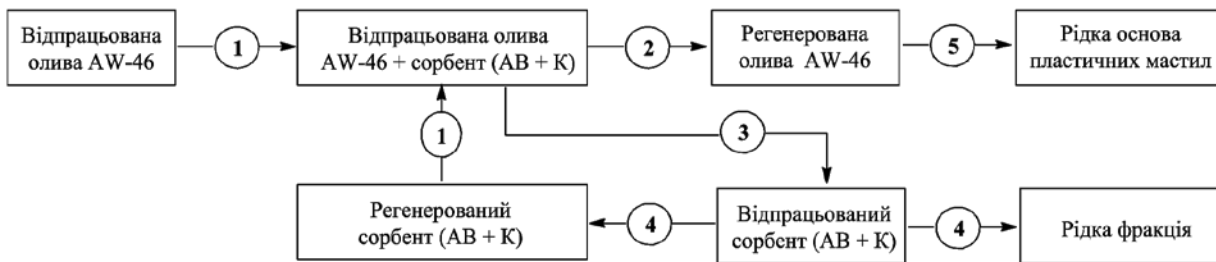 Відпрацьована
олива AW-46
1
Відпрацьована олива
AW-46 + сорбент (АВ + К)
2
Регенерована
олива AW-46
5
Рідка основа
пластичних мастил
1
3
Регенерований
сорбент (АВ + К)
4
Відпрацьований
сорбент (АВ + К)
4
Рідка фракція